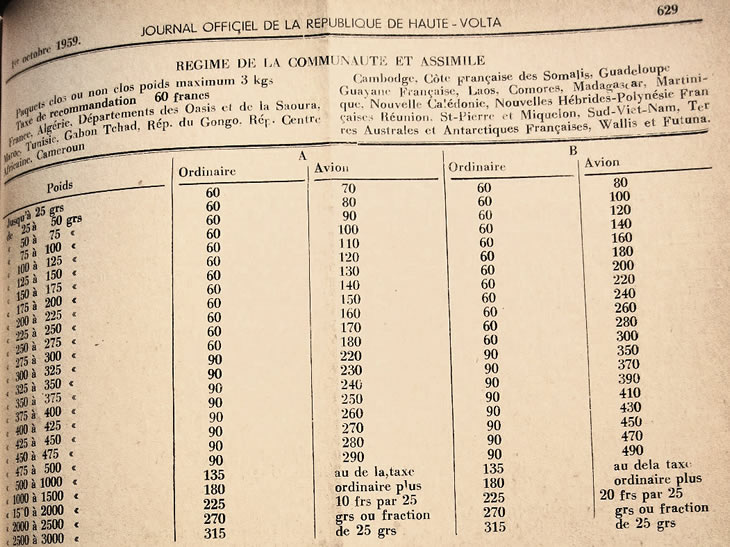 1er octobre 1959. JOURNAL OFFICIEL DE LA REPUBLIQUE DE HAUTE-VOLTA 629
REGIME DE LA COMMUNAUTE ET ASSIMILE
Paquets clos ou non clos poids maximum 3 kgs
Taxe de recommandation 60 francs
France, Algérie, Départements des Oasis et de la Saoura,
Maroc, Tunisie, Gabon Tchad, Rép. du Gongo, Rép. Centre
Africaine, Cameroun
Cambodge, Côte Française des Somalis, Guadeloupe
Guyane Française, Laos, Comores, Madagascar, Martini-
que, Nouvelle Calédonie, Nouvelles Hébrides-Polynésie Fran
çaises Réunion, St-Pierre et Miquelon, Sud-Viet-Nam, Ter
res Australes et Antarctiques Françaises, Wallis et Futuna.
A B
Poids Ordinaire Avion Ordinaire Avion
Jusqu'à 25 grs 60 70 60 80
de 25 à 50 grs 60 80 60 100
« 50 à 75 « 60 90 60 120
« 75 à 100 « 60 100 60 140
« 100 à 125 « 60 110 60 160
« 125 à 150 « 60 120 60 180
« 150 à 175 « 60 130 60 200
« 175 à 200 « 60 140 60 220
« 200 à 225 « 60 150 60 240
« 225 à 250 « 60 160 60 260
« 250 à 275 « 60 170 60 280
« 275 à 300 « 60 180 60 300
« 300 à 325 « 90 220 90 350
« 325 à 350 « 90 230 90 370
« 350 à 375 « 90 240 90 390
« 375 à 400 « 90 250 90 410
« 400 à 425 « 90 260 90 430
« 425 à 450 « 90 270 90 450
« 450 à 475 « 90 280 90 470
« 475 à 500 « 90 290 90 490
« 500 à 1000 « 135 au de la,taxe 135 au dela taxe
« 1000 à 1500 « 180 ordinaire plus 180 ordinaire plus
« 15"0 à 2000 « 225 10 frs par 25 225 20 frs par 25
« 2000 à 2500 « 270 grs ou fraction 270 grs ou fraction
« 2500 à 3000 « 315 de 25 grs 315 de 25 grs